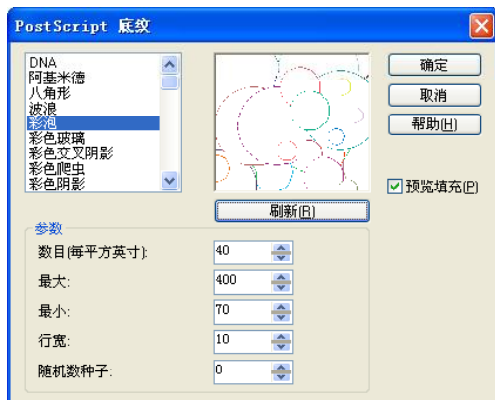 PostScript 底纹
DNA
阿基米德
八角形
波浪
彩泡
彩色玻璃
彩色交叉阴影
彩色爬虫
彩色阴影
确定
取消
帮助(H)
预览填充(P)
刷新(R)
参数
数目(每平方英寸): 40
最大: 400
最小: 70
行宽: 10
随机数种子: 0